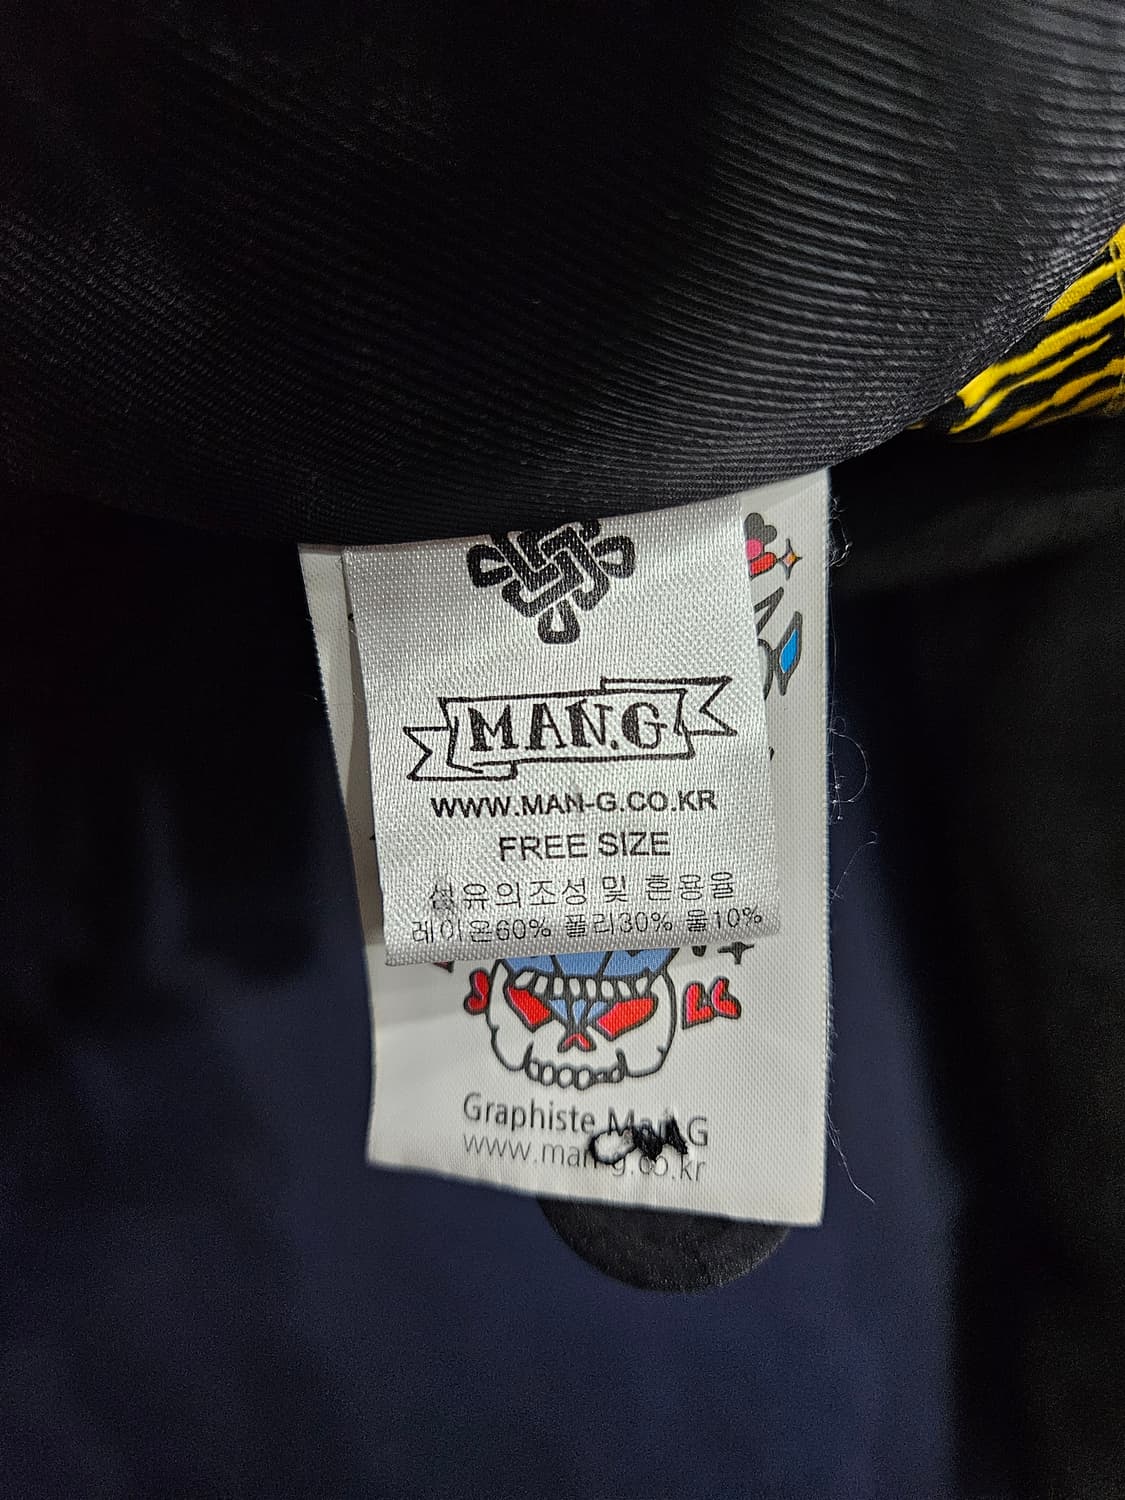 MAN.G
WWW.MAN-G.CO.KR
FREE SIZE
섬유의조성 및 혼용율
레이온60% 폴리30% 울10%
Graphiste Man.G
www.man-g.co.kr